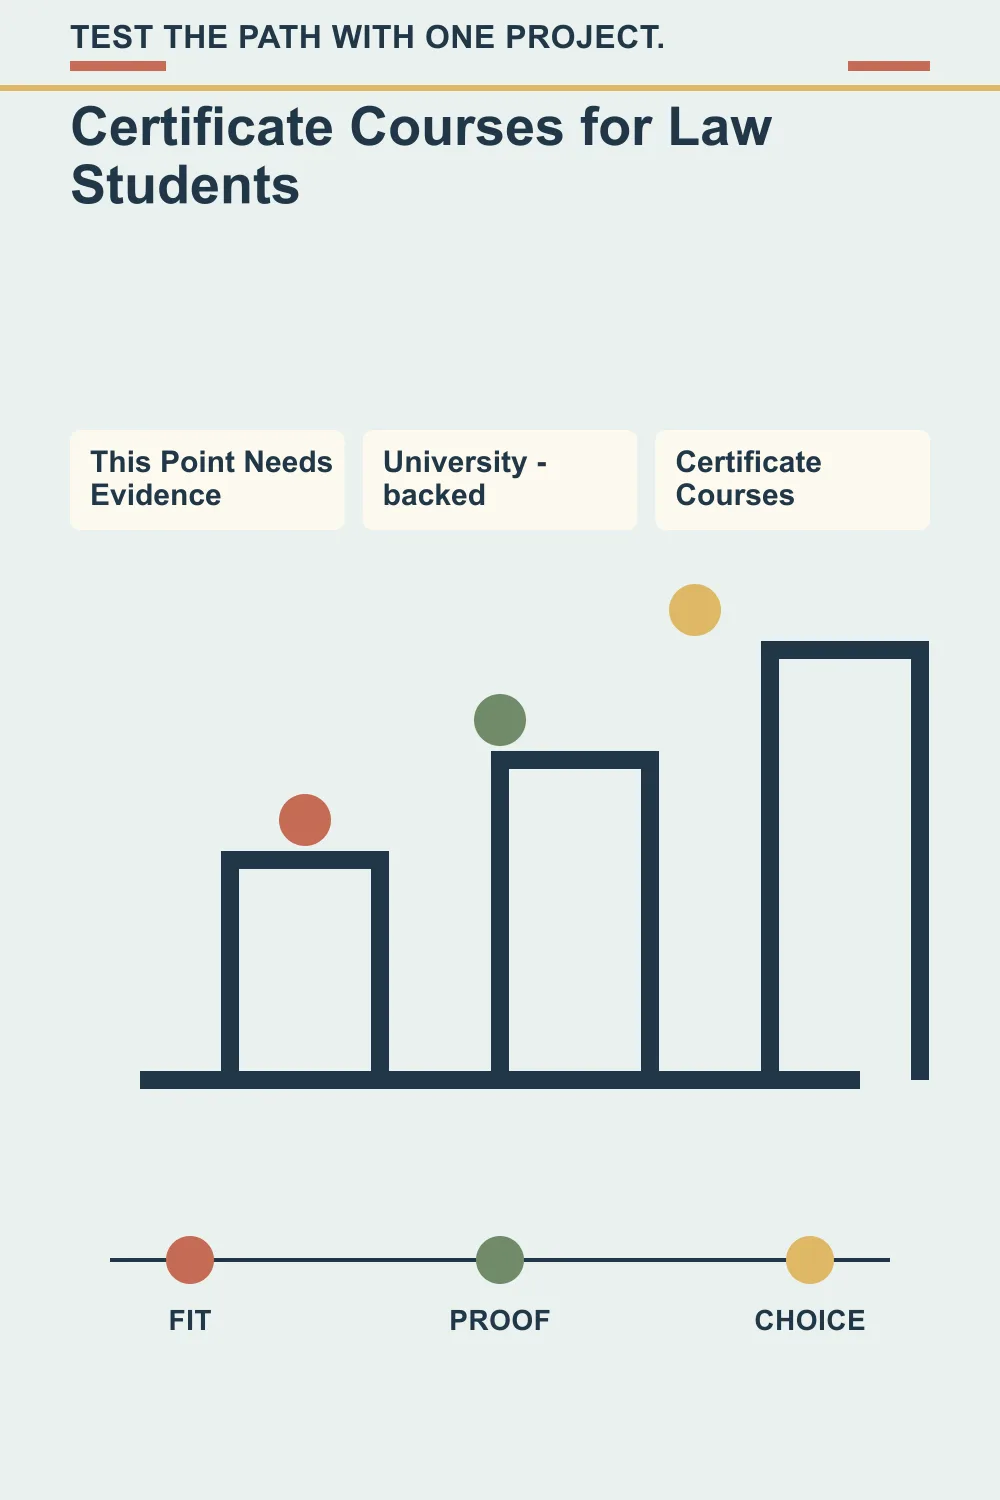 TEST THE PATH WITH ONE PROJECT.
Certificate Courses for Law
Students
This Point Needs
Evidence
University -
backed
Certificate
Courses
FIT
PROOF
CHOICE